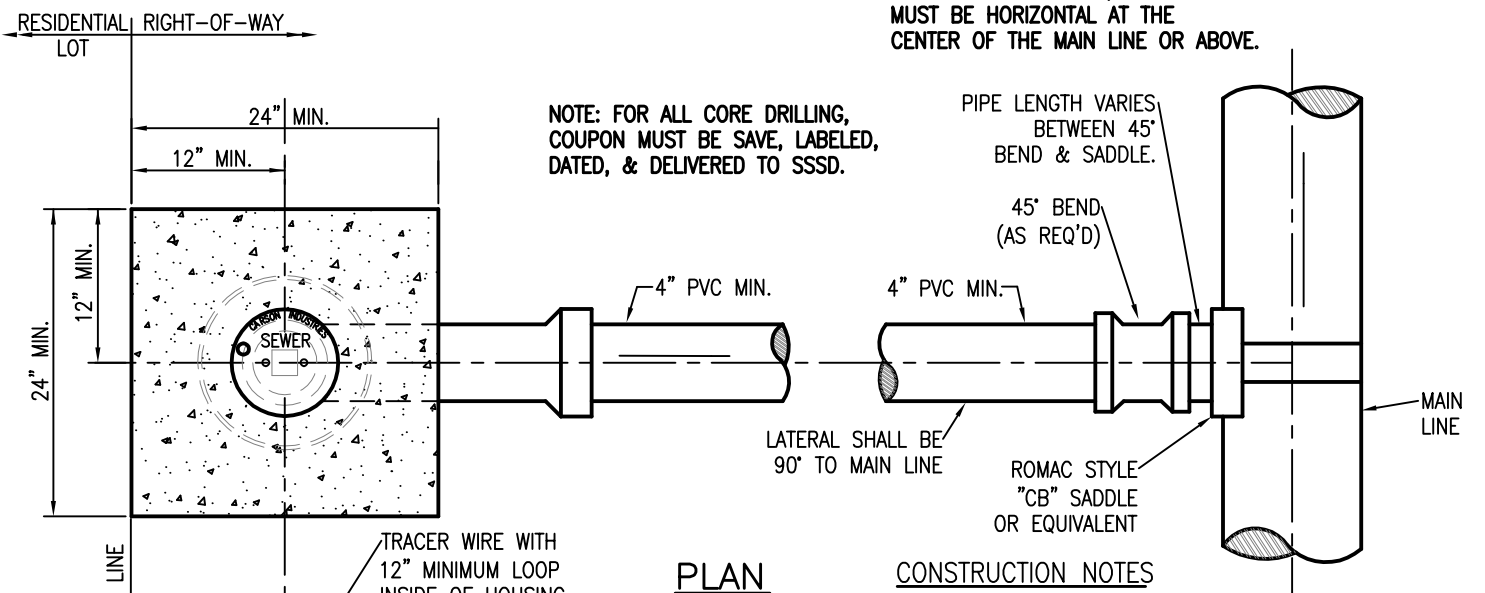 MUST BE HORIZONTAL AT THE
CENTER OF THE MAIN LINE OR ABOVE.
RESIDENTIAL RIGHT-OF-WAY
LOT
24" MIN.
12" MIN.
NOTE: FOR ALL CORE DRILLING,
COUPON MUST BE SAVE, LABELED,
DATED, & DELIVERED TO SSSD.
PIPE LENGTH VARIES
BETWEEN 45°
BEND & SADDLE.
45° BEND
(AS REQ'D)
12" MIN.
24" MIN.
CARSON INDUSTRIES
SEWER
4" PVC MIN.
4" PVC MIN.
MAIN
LINE
LATERAL SHALL BE
90° TO MAIN LINE
ROMAC STYLE
"CB" SADDLE
OR EQUIVALENT
LINE
TRACER WIRE WITH
12" MINIMUM LOOP
INSIDE OF HOUSING
PLAN
CONSTRUCTION NOTES